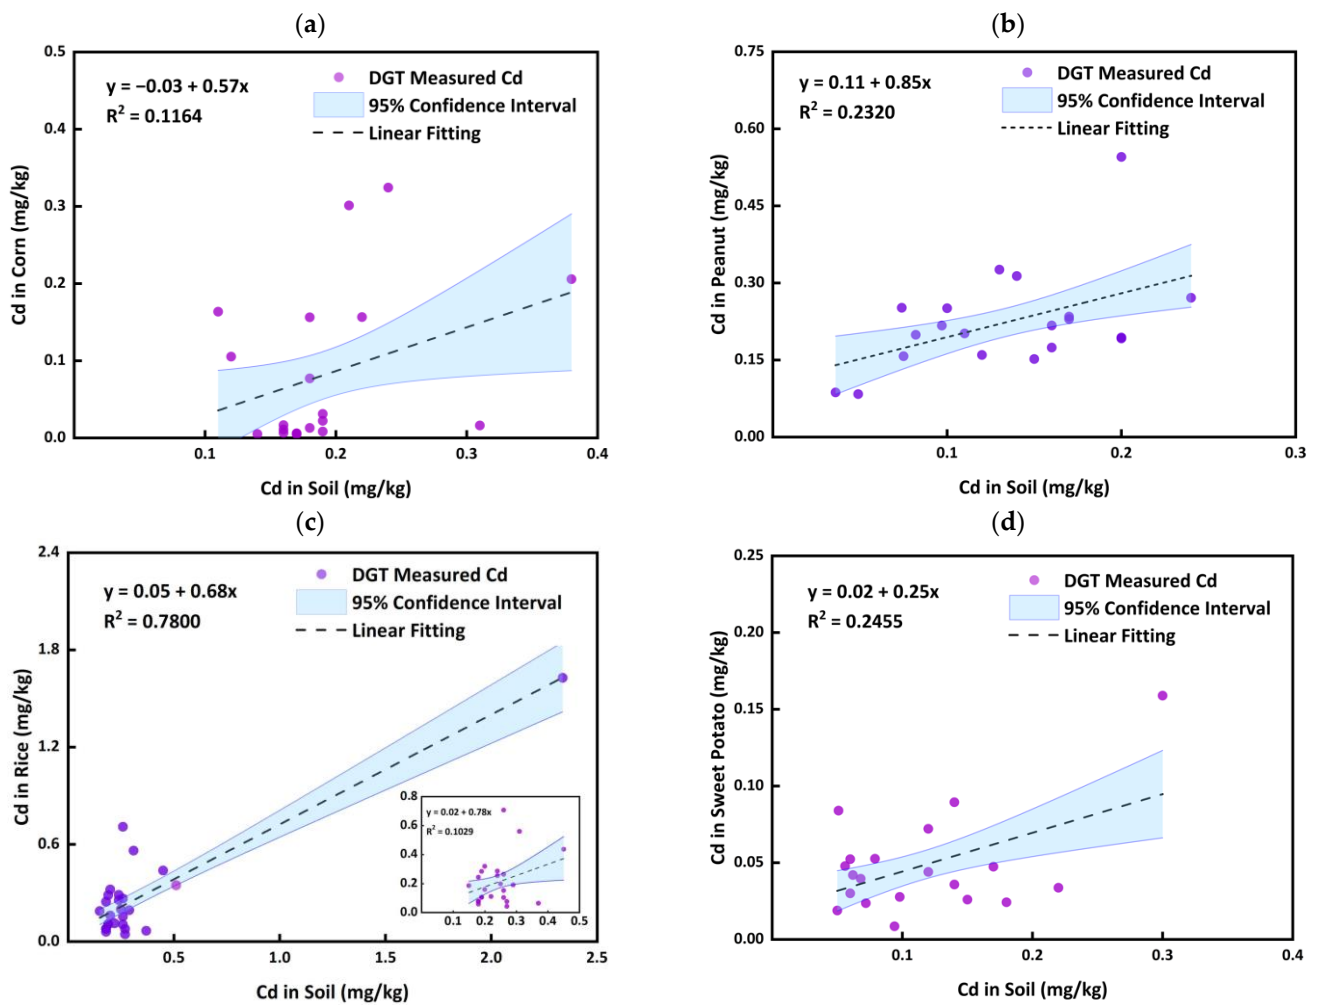 (a)
y = −0.03 + 0.57x
R² = 0.1164
DGT Measured Cd
95% Confidence Interval
Linear Fitting
0.5
0.4
0.3
0.2
0.1
0.0
Cd in Corn (mg/kg)
0.1 0.2 0.3 0.4
Cd in Soil (mg/kg)
(b)
y = 0.11 + 0.85x
R² = 0.2320
DGT Measured Cd
95% Confidence Interval
Linear Fitting
0.75
0.60
0.45
0.30
0.15
0.00
Cd in Peanut (mg/kg)
0.1 0.2 0.3
Cd in Soil (mg/kg)
(c)
y = 0.05 + 0.68x
R² = 0.7800
DGT Measured Cd
95% Confidence Interval
Linear Fitting
2.4
1.8
1.2
0.6
0.0
Cd in Rice (mg/kg)
y = 0.02 + 0.78x
R² = 0.1029
0.8
0.6
0.4
0.2
0.0
0.1 0.2 0.3 0.4 0.5
0.5 1.0 1.5 2.0 2.5
Cd in Soil (mg/kg)
(d)
y = 0.02 + 0.25x
R² = 0.2455
DGT Measured Cd
95% Confidence Interval
Linear Fitting
0.25
0.20
0.15
0.10
0.05
0.00
Cd in Sweet Potato (mg/kg)
0.1 0.2 0.3 0.4
Cd in Soil (mg/kg)